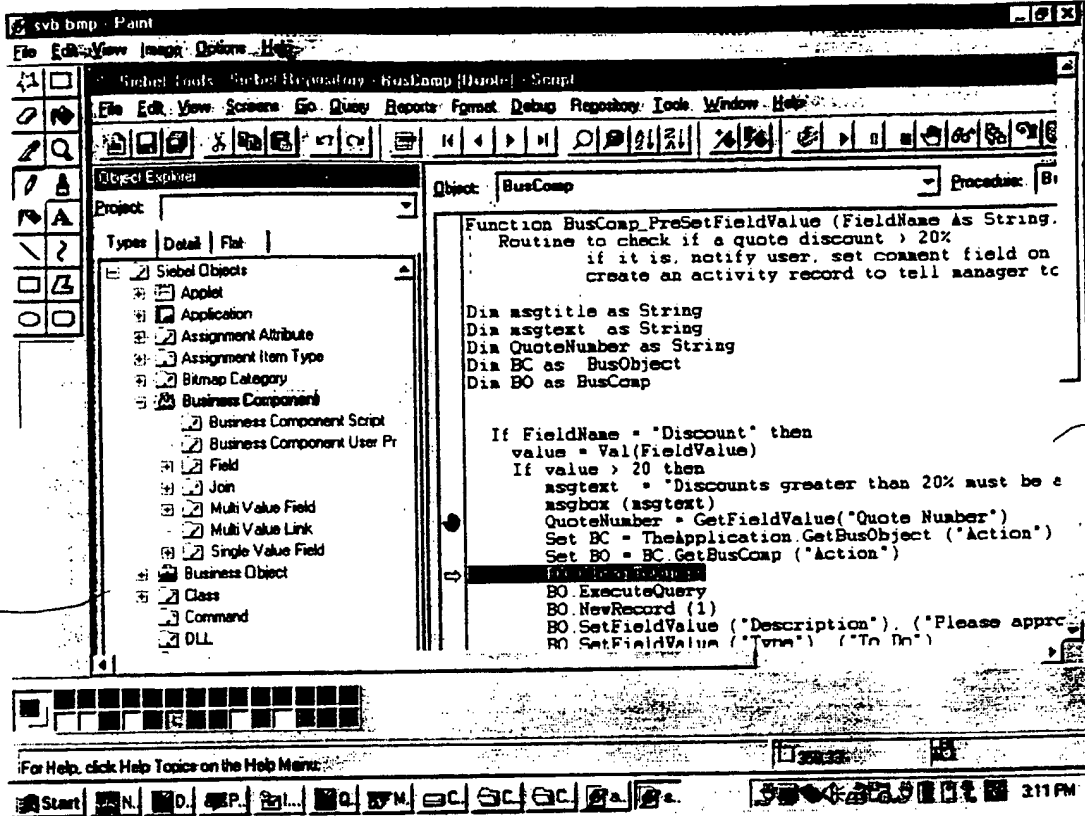 svb.bmp - Paint
File Edit View Image Options Help
Siebel Tools - Siebel Repository - BusComp [Quote] - Script
File Edit View Screens Go Query Reports Format Debug Repository Tools Window Help
Object Explorer
Project:
Types Detail Flat
Siebel Objects
Applet
Application
Assignment Attribute
Assignment Item Type
Bitmap Category
Business Component
Business Component Script
Business Component User Pr
Field
Join
Multi Value Field
Multi Value Link
Single Value Field
Business Object
Class
Command
DLL
Object: BusComp Procedure: B
Function BusComp_PreSetFieldValue (FieldName As String,
' Routine to check if a quote discount > 20%
' if it is, notify user, set comment field on
' create an activity record to tell manager to
Dim msgtitle as String
Dim msgtext as String
Dim QuoteNumber as String
Dim BC as BusObject
Dim BO as BusComp
If FieldName = "Discount" then
value = Val(FieldValue)
If value > 20 then
msgtext = "Discounts greater than 20% must be a
msgbox (msgtext)
QuoteNumber = GetFieldValue("Quote Number")
Set BC = TheApplication.GetBusObject ("Action")
Set BO = BC.GetBusComp ("Action")
BO.ExecuteQuery
BO.NewRecord (1)
BO.SetFieldValue ("Description"), ("Please appro
BO.SetFieldValue ("Type"), ("To Do")
For Help, click Help Topics on the Help Menu.
Start N.. D.. P.. I... Q.. M.. C.. C.. C.. a.. s.. 3:11 PM